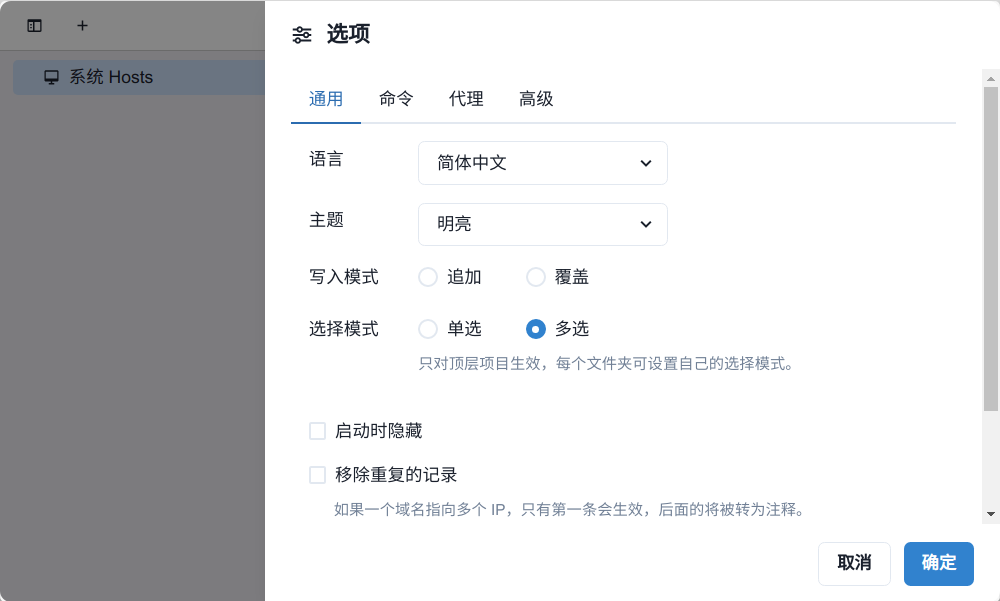 系统 Hosts
选项
通用 命令 代理 高级
语言 简体中文
主题 明亮
写入模式 追加 覆盖
选择模式 单选 多选
只对顶层项目生效，每个文件夹可设置自己的选择模式。
启动时隐藏
移除重复的记录
如果一个域名指向多个 IP，只有第一条会生效，后面的将被转为注释。
取消 确定